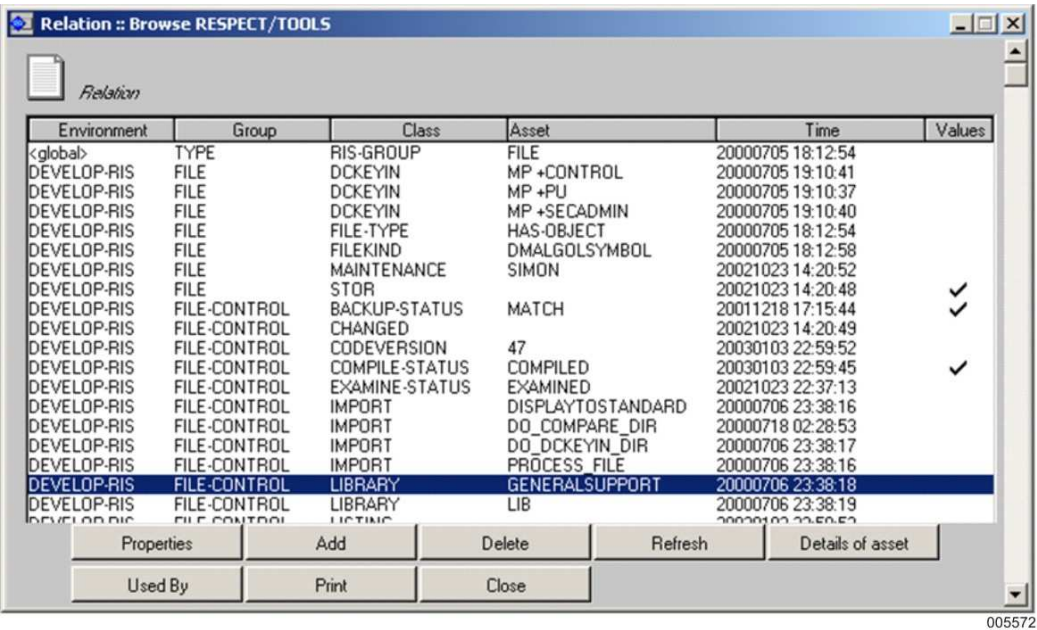 Relation :: Browse RESPECT/TOOLS
Relation
Environment Group Class Asset Time Values
<global> TYPE RIS-GROUP FILE 20000705 18:12:54
DEVELOP-RIS FILE DCKEYIN MP +CONTROL 20000705 19:10:41
DEVELOP-RIS FILE DCKEYIN MP +PU 20000705 19:10:37
DEVELOP-RIS FILE DCKEYIN MP +SECADMIN 20000705 19:10:40
DEVELOP-RIS FILE FILE-TYPE HAS-OBJECT 20000705 18:12:54
DEVELOP-RIS FILE FILEKIND DMALGOLSYMBOL 20000705 18:12:58
DEVELOP-RIS FILE MAINTENANCE SIMON 20021023 14:20:52
DEVELOP-RIS FILE STOR 20021023 14:20:48 ✓
DEVELOP-RIS FILE-CONTROL BACKUP-STATUS MATCH 20011218 17:15:44 ✓
DEVELOP-RIS FILE-CONTROL CHANGED 20021023 14:20:49
DEVELOP-RIS FILE-CONTROL CODEVERSION 47 20030103 22:59:52
DEVELOP-RIS FILE-CONTROL COMPILE-STATUS COMPILED 20030103 22:59:45 ✓
DEVELOP-RIS FILE-CONTROL EXAMINE-STATUS EXAMINED 20021023 22:37:13
DEVELOP-RIS FILE-CONTROL IMPORT DISPLAYTOSTANDARD 20000706 23:38:16
DEVELOP-RIS FILE-CONTROL IMPORT DO_COMPARE_DIR 20000718 02:28:53
DEVELOP-RIS FILE-CONTROL IMPORT DO_DCKEYIN_DIR 20000706 23:38:17
DEVELOP-RIS FILE-CONTROL IMPORT PROCESS_FILE 20000706 23:38:16
DEVELOP-RIS FILE-CONTROL LIBRARY GENERALSUPPORT 20000706 23:38:18
DEVELOP-RIS FILE-CONTROL LIBRARY LIB 20000706 23:38:19
DEVELOP-RIS FILE-CONTROL LISTING
Properties Add Delete Refresh Details of asset
Used By Print Close
005572